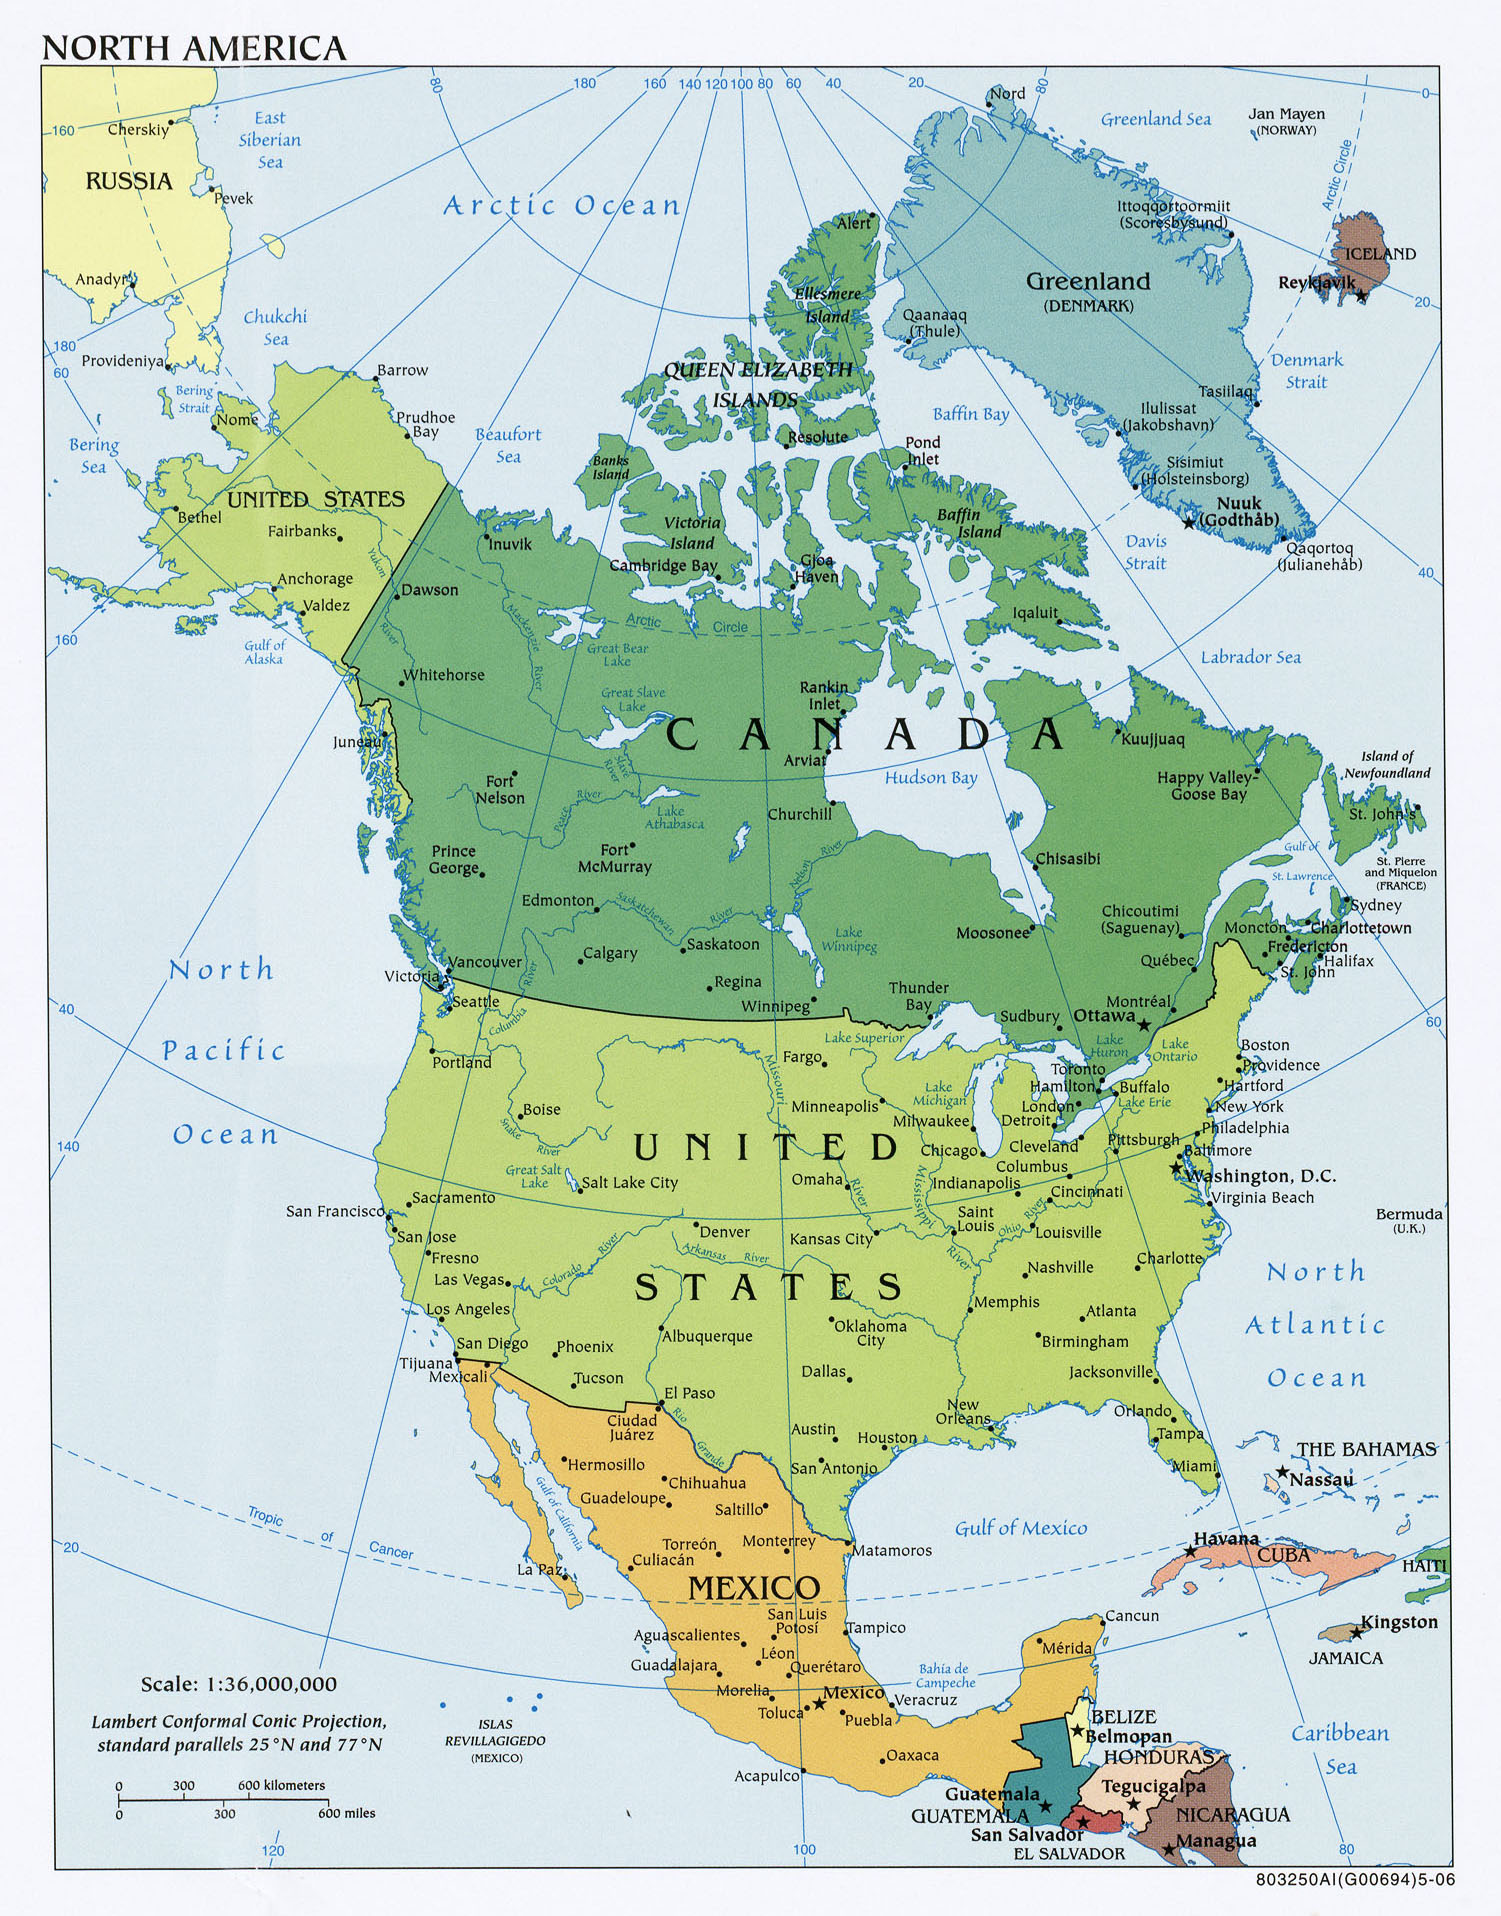 NORTH AMERICA
80
180
160
140
120
100
80
60
40
20
80
0
160
Cherskiy
East
Siberian
Sea
RUSSIA
Pevek
Anadyr'
Chukchi
Sea
180
Provideniya
60
Bering
Strait
Bering
Sea
Nome
Arctic Ocean
Nord
Greenland Sea
Jan Mayen
(NORWAY)
Arctic Circle
Ittoqqortoormiit
(Scoresbysund)
Alert
ICELAND
Reykjavík
20
Greenland
(DENMARK)
Ellesmere
Island
Qaanaaq
(Thule)
Denmark
Strait
QUEEN ELIZABETH
ISLANDS
Tasiilaq
Barrow
Prudhoe
Bay
Beaufort
Sea
Baffin Bay
Ilulissat
(Jakobshavn)
Resolute
Pond
Inlet
Banks
Island
Sisimiut
(Holsteinsborg)
UNITED STATES
Bethel
Fairbanks
Nuuk
(Godthåb)
Victoria
Island
Baffin
Island
Inuvik
Davis
Strait
Qaqortoq
(Julianehåb)
Yukon
River
Gjoa
Haven
Cambridge Bay
40
Anchorage
Valdez
Dawson
Mackenzie
River
Arctic
Circle
Iqaluit
160
Gulf of
Alaska
Great Bear
Lake
Labrador Sea
Whitehorse
Great Slave
Lake
Rankin
Inlet
CANADA
Juneau
Kuujjuaq
Arviat
Hudson Bay
Slave
River
Happy Valley-
Goose Bay
Island of
Newfoundland
Fort
Nelson
Peace
River
Lake
Athabasca
Churchill
St. John's
Prince
George
Fort
McMurray
Nelson
River
Chisasibi
Gulf of
St. Lawrence
St. Pierre
and Miquelon
(FRANCE)
Edmonton
Saskatchewan
River
Sydney
Chicoutimi
(Saguenay)
Moosonee
Moncton
Charlottetown
Lake
Winnipeg
Fredericton
Calgary
Saskatoon
Halifax
Québec
St. John
North
Pacific
Ocean
Vancouver
Victoria
River
Columbia
Regina
Winnipeg
Thunder
Bay
Montréal
Seattle
Sudbury
Ottawa
40
60
Portland
Lake Superior
Fargo
Missouri
River
Lake
Huron
Lake
Ontario
Boston
Providence
Toronto
Hamilton
Buffalo
Hartford
Lake
Michigan
Lake Erie
Boise
Minneapolis
London
New York
Milwaukee
Detroit
Snake
River
Philadelphia
140
Cleveland
Pittsburgh
Baltimore
UNITED
Chicago
Columbus
Washington, D.C.
Great Salt
Lake
Salt Lake City
Omaha
Mississippi
River
Indianapolis
Cincinnati
Virginia Beach
Sacramento
San Francisco
San Jose
Fresno
Denver
Kansas City
Saint
Louis
Ohio
River
Louisville
Bermuda
(U.K.)
Arkansas
River
Las Vegas
Colorado
River
Nashville
Charlotte
North
Atlantic
Ocean
STATES
Los Angeles
Memphis
Atlanta
Oklahoma
City
Albuquerque
San Diego
Phoenix
Birmingham
Tijuana
Mexicali
Tucson
Dallas
Jacksonville
El Paso
Rio
Grande
New
Orleans
Ciudad
Juárez
Orlando
Austin
Houston
Tampa
Hermosillo
San Antonio
Miami
THE BAHAMAS
Nassau
Chihuahua
Guadeloupe
Gulf of California
Saltillo
Tropic
of
Cancer
20
Gulf of Mexico
Havana
CUBA
HAITI
Torreón
Monterrey
Matamoros
Culiacán
La Paz
MEXICO
San Luis
Potosí
Tampico
Cancun
Kingston
Aguascalientes
Mérida
Léon
Guadalajara
Querétaro
JAMAICA
Bahía de
Campeche
Morelia
Mexico
Veracruz
Toluca
Puebla
BELIZE
Belmopan
Caribbean
Sea
ISLAS
REVILLAGIGEDO
(MEXICO)
Oaxaca
Acapulco
HONDURAS
Tegucigalpa
Guatemala
GUATEMALA
NICARAGUA
San Salvador
Managua
EL SALVADOR
Scale: 1:36,000,000
Lambert Conformal Conic Projection,
standard parallels 25°N and 77°N
0 300 600 kilometers
0 300 600 miles
120
100
80
803250AI(G00694)5-06